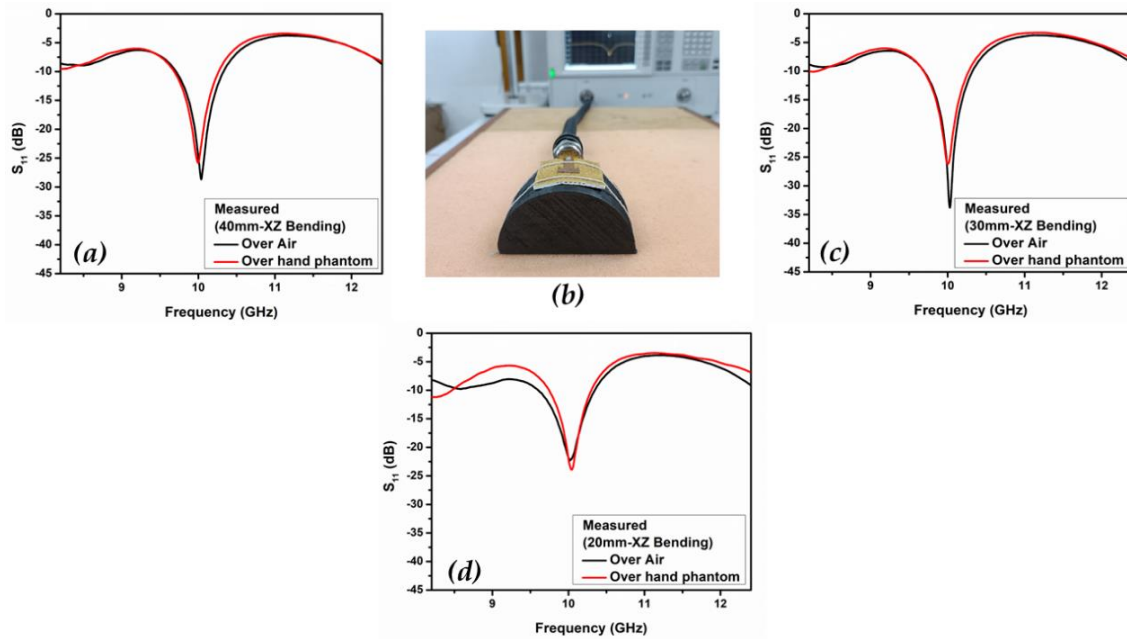 0
-5
-10
-15
-20
-25
-30
-35
-40
-45
S11 (dB)
Measured
(40mm-XZ Bending)
Over Air
Over hand phantom
(a)
9 10 11 12
Frequency (GHz)
(b)
0
-5
-10
-15
-20
-25
-30
-35
-40
-45
S11 (dB)
Measured
(30mm-XZ Bending)
Over Air
Over hand phantom
(c)
9 10 11 12
Frequency (GHz)
0
-5
-10
-15
-20
-25
-30
-35
-40
-45
S11 (dB)
Measured
(20mm-XZ Bending)
Over Air
Over hand phantom
(d)
9 10 11 12
Frequency (GHz)